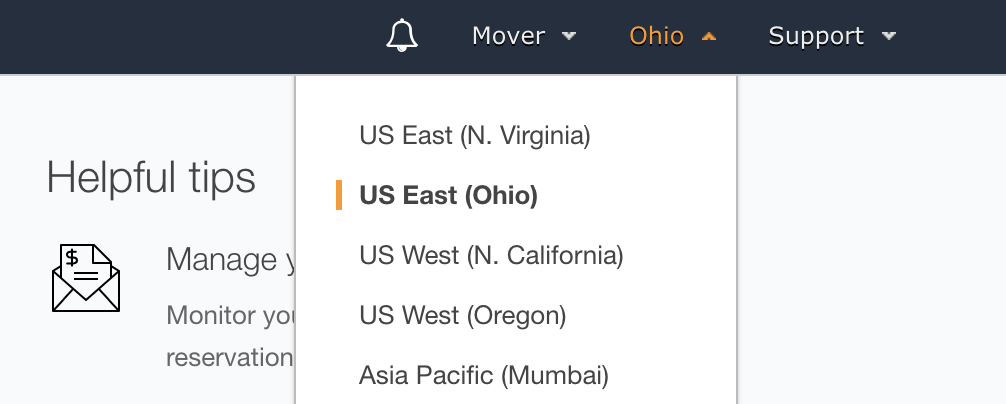 Mover Ohio Support
US East (N. Virginia)
US East (Ohio)
US West (N. California)
US West (Oregon)
Asia Pacific (Mumbai)
Helpful tips
$
Manage
Monitor
reservation